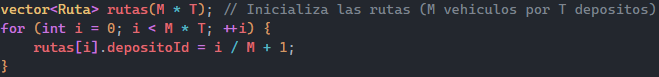 vector<Ruta> rutas(M * T); // Inicializa las rutas (M vehiculos por T depositos)
for (int i = 0; i < M * T; ++i) {
    rutas[i].depositoId = i / M + 1;
}